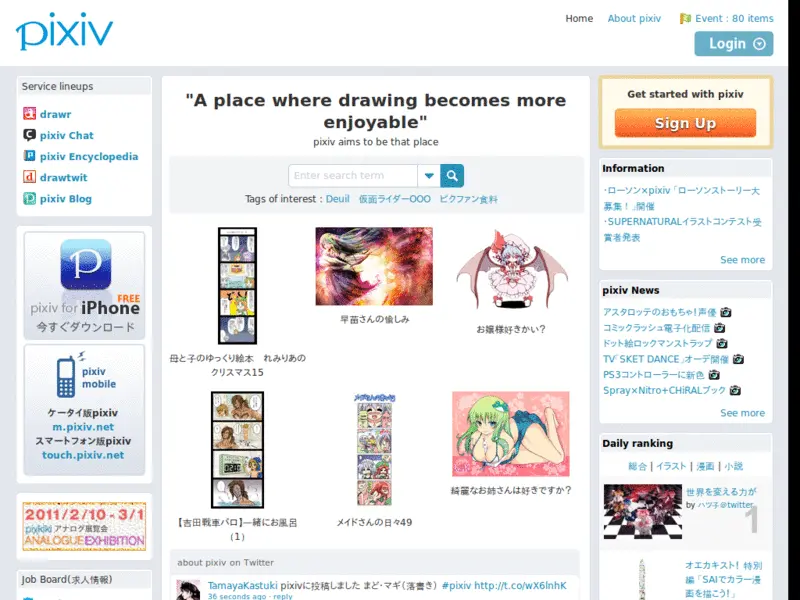 pixiv
Home
About pixiv
Event : 80 items
Login
Service lineups
drawr
pixiv Chat
pixiv Encyclopedia
drawtwit
pixiv Blog
FREE
pixiv for iPhone
今すぐダウンロード
pixiv
mobile
ケータイ版pixiv
m.pixiv.net
スマートフォン版pixiv
touch.pixiv.net
2011/2/10 - 3/1
アナログ展覧会
ANALOGUE EXHIBITION
Job Board(求人情報)
"A place where drawing becomes more
enjoyable"
pixiv aims to be that place
Enter search term
Tags of interest : Deuil 仮面ライダーOOO ピクファン食料
母と子のゆっくり絵本 れみりあの
クリスマス15
早苗さんの愉しみ
お嬢様好きかい?
【吉田戦車パロ】一緒にお風呂
(1)
メイドさんの日々49
綺麗なお姉さんは好きですか?
about pixiv on Twitter
TamayaKastuki pixivに投稿しました まど・マギ（落書き） #pixiv http://t.co/wX6lnhK
36 seconds ago · reply
Get started with pixiv
Sign Up
Information
·ローソン×pixiv「ローソンストーリー大
募集！」開催
·SUPERNATURALイラストコンテスト受
賞者発表
See more
pixiv News
アスタロッテのおもちゃ!声優
コミックラッシュ電子化配信
ドット絵ロックマンストラップ
TV「SKET DANCE」オーデ開催
PS3コントローラーに新色
Spray×Nitro+CHiRALブック
See more
Daily ranking
総合 | イラスト | 漫画 | 小説
世界を変える力が
by ハツ子@twitter
1
オエカキスト! 特別
編「SAIでカラー漫
画を描こう!」